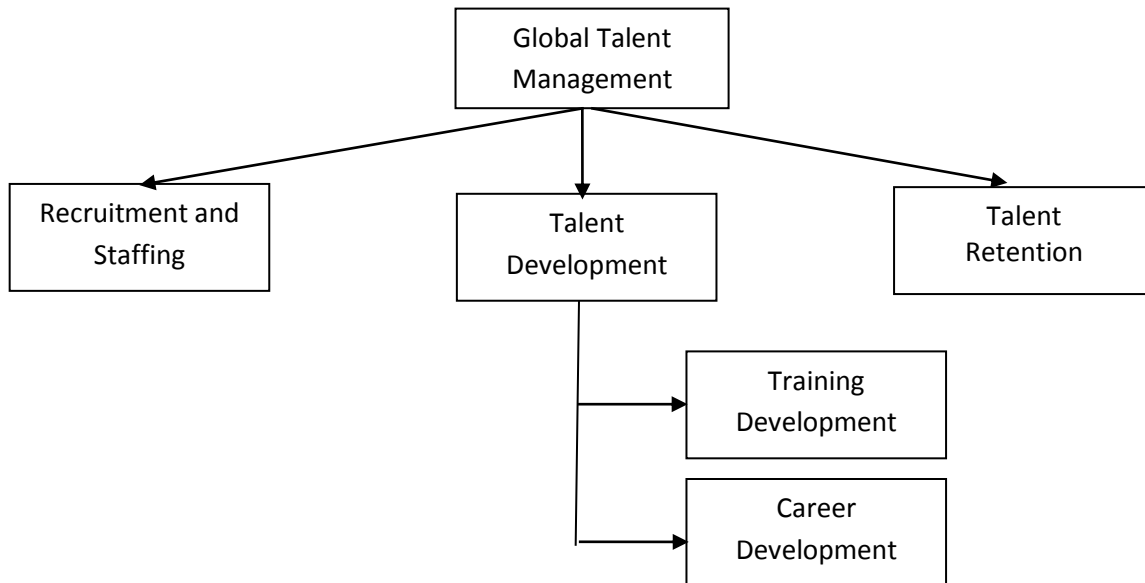 Global Talent
Management
Recruitment and
Staffing
Talent
Development
Talent
Retention
Training
Development
Career
Development